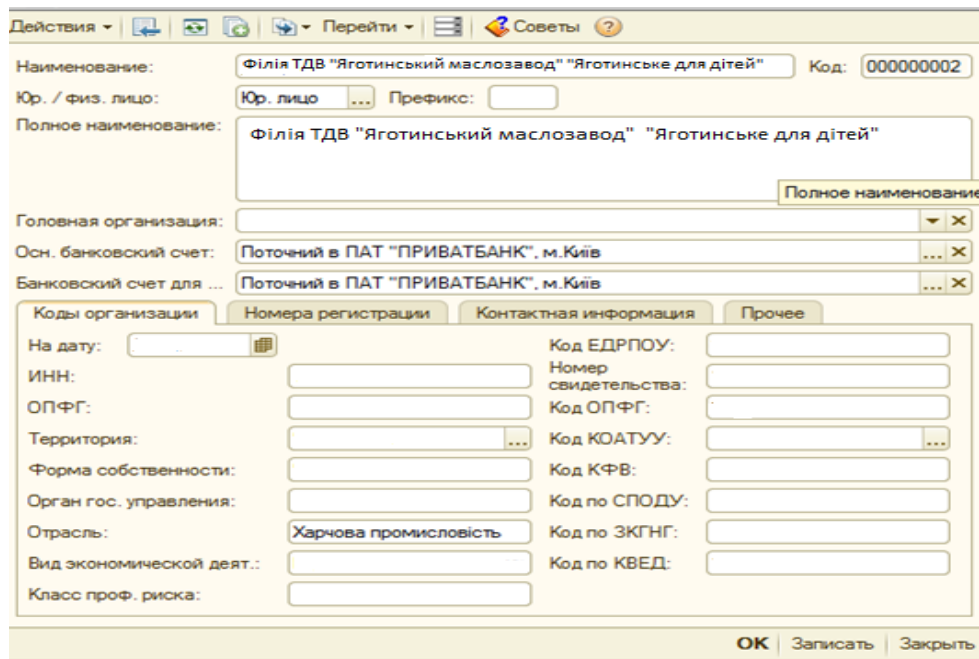 Действия Перейти Советы
Наименование: Філія ТДВ "Яготинський маслозавод" "Яготинське для дітей" Код: 000000002
Юр. / физ. лицо: Юр. лицо ... Префикс:
Полное наименование: Філія ТДВ "Яготинський маслозавод" "Яготинське для дітей"
Полное наименование
Головная организация:
Осн. банковский счет: Поточний в ПАТ "ПРИВАТБАНК", м.Київ ...
Банковский счет для ... Поточний в ПАТ "ПРИВАТБАНК", м.Київ ...
Коды организации Номера регистрации Контактная информация Прочее
На дату: Код ЕДРПОУ:
ИНН: Номер свидетельства:
ОПФГ: Код ОПФГ:
Территория: ... Код КОАТУУ: ...
Форма собственности: Код КФВ:
Орган гос. управления: Код по СПОДУ:
Отрасль: Харчова промисловість Код по ЗКГНГ:
Вид экономической деят.: Код по КВЕД:
Класс проф. риска:
OK Записать Закрыть